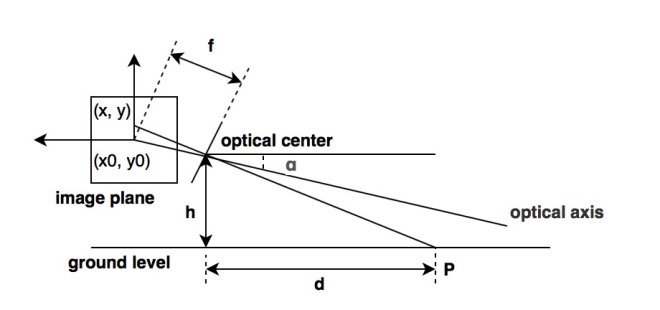 f
(x, y)
optical center
(x0, y0)
α
image plane
h
optical axis
ground level
P
d